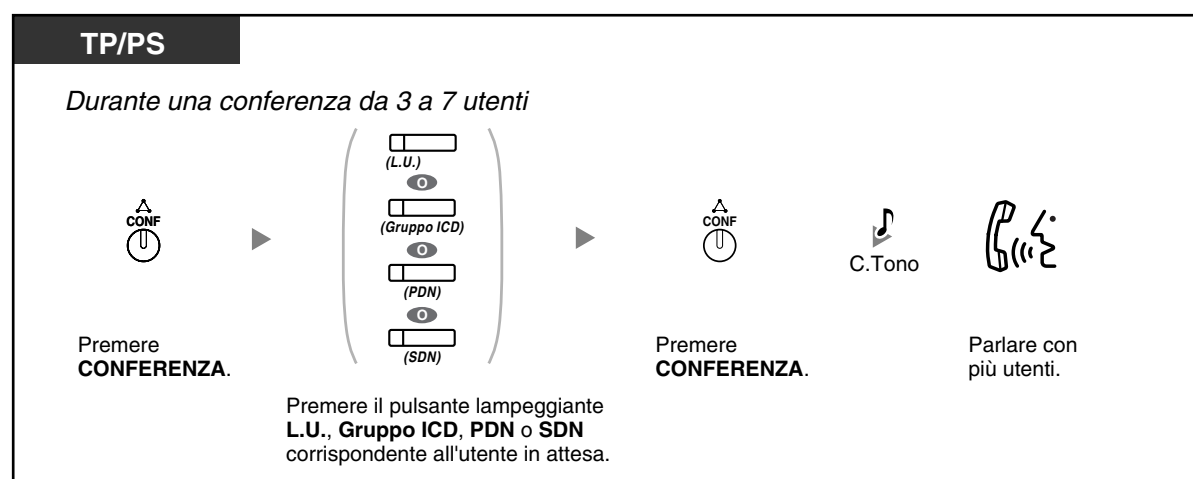 TP/PS
Durante una conferenza da 3 a 7 utenti
CONF
Premere
CONFERENZA.
(L.U.)
O
(Gruppo ICD)
O
(PDN)
O
(SDN)
Premere il pulsante lampeggiante
L.U., Gruppo ICD, PDN o SDN
corrispondente all'utente in attesa.
CONF
Premere
CONFERENZA.
C.Tono
Parlare con
più utenti.